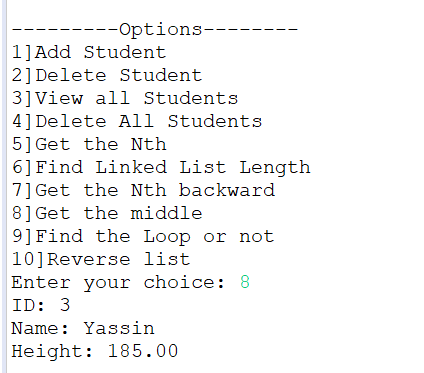 ---------Options--------
1]Add Student
2]Delete Student
3]View all Students
4]Delete All Students
5]Get the Nth
6]Find Linked List Length
7]Get the Nth backward
8]Get the middle
9]Find the Loop or not
10]Reverse list
Enter your choice: 8
ID: 3
Name: Yassin
Height: 185.00